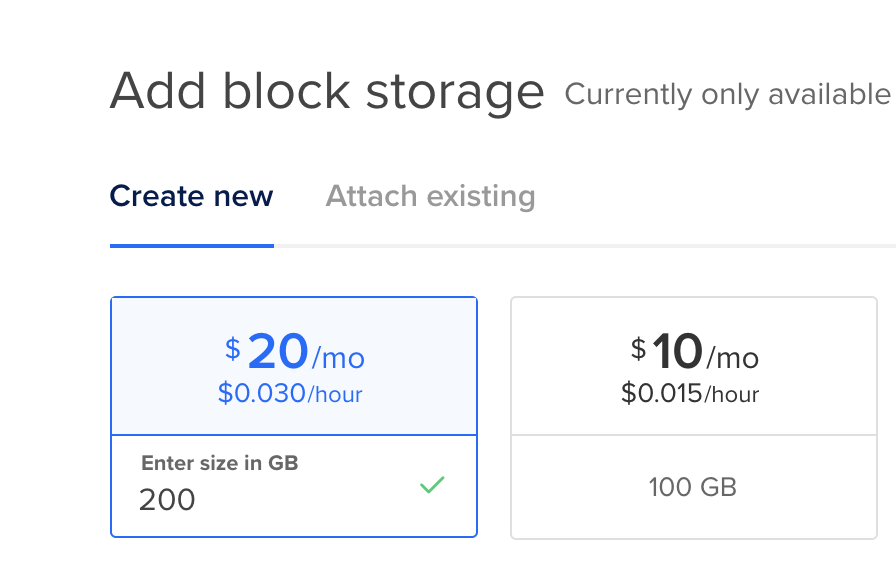 Add block storage Currently only available
Create new Attach existing
$20/mo
$0.030/hour
Enter size in GB
200
$10/mo
$0.015/hour
100 GB